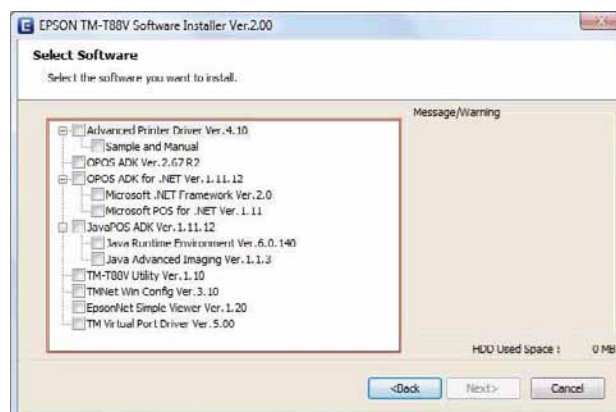 EPSON TM-T88V Software Installer Ver.2.00
Select Software
Select the software you want to install.
Message/Warning
Advanced Printer Driver Ver.4.10
Sample and Manual
OPOS ADK Ver.2.67 R2
OPOS ADK for .NET Ver.1.11.12
Microsoft .NET Framework Ver.2.0
Microsoft POS for .NET Ver.1.11
JavaPOS ADK Ver.1.11.12
Java Runtime Environment Ver.6.0.140
Java Advanced Imaging Ver.1.1.3
TM-T88V Utility Ver.1.10
TMNet Win Config Ver.3.10
EpsonNet Simple Viewer Ver.1.20
TM Virtual Port Driver Ver.5.00
HDD Used Space : 0 MB
<Back Next> Cancel